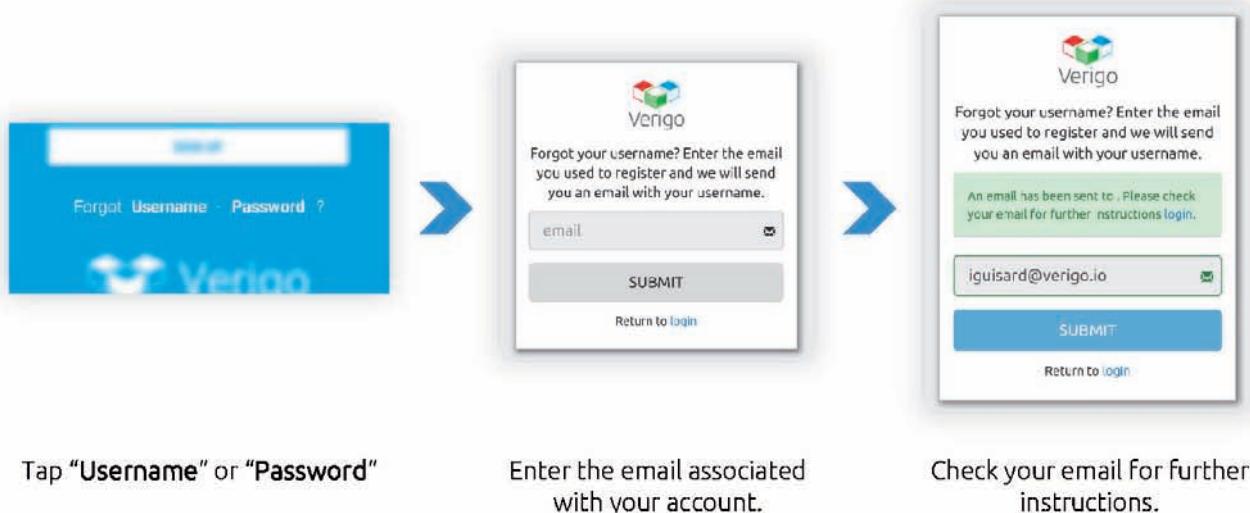 SIGN UP
Forgot Username - Password ?
Verigo
Tap “Username” or “Password”
Verigo
Forgot your username? Enter the email
you used to register and we will send
you an email with your username.
email
SUBMIT
Return to login
Enter the email associated
with your account.
Verigo
Forgot your username? Enter the email
you used to register and we will send
you an email with your username.
An email has been sent to . Please check
your email for further nstructions login.
iguisard@verigo.io
SUBMIT
Return to login
Check your email for further
instructions.